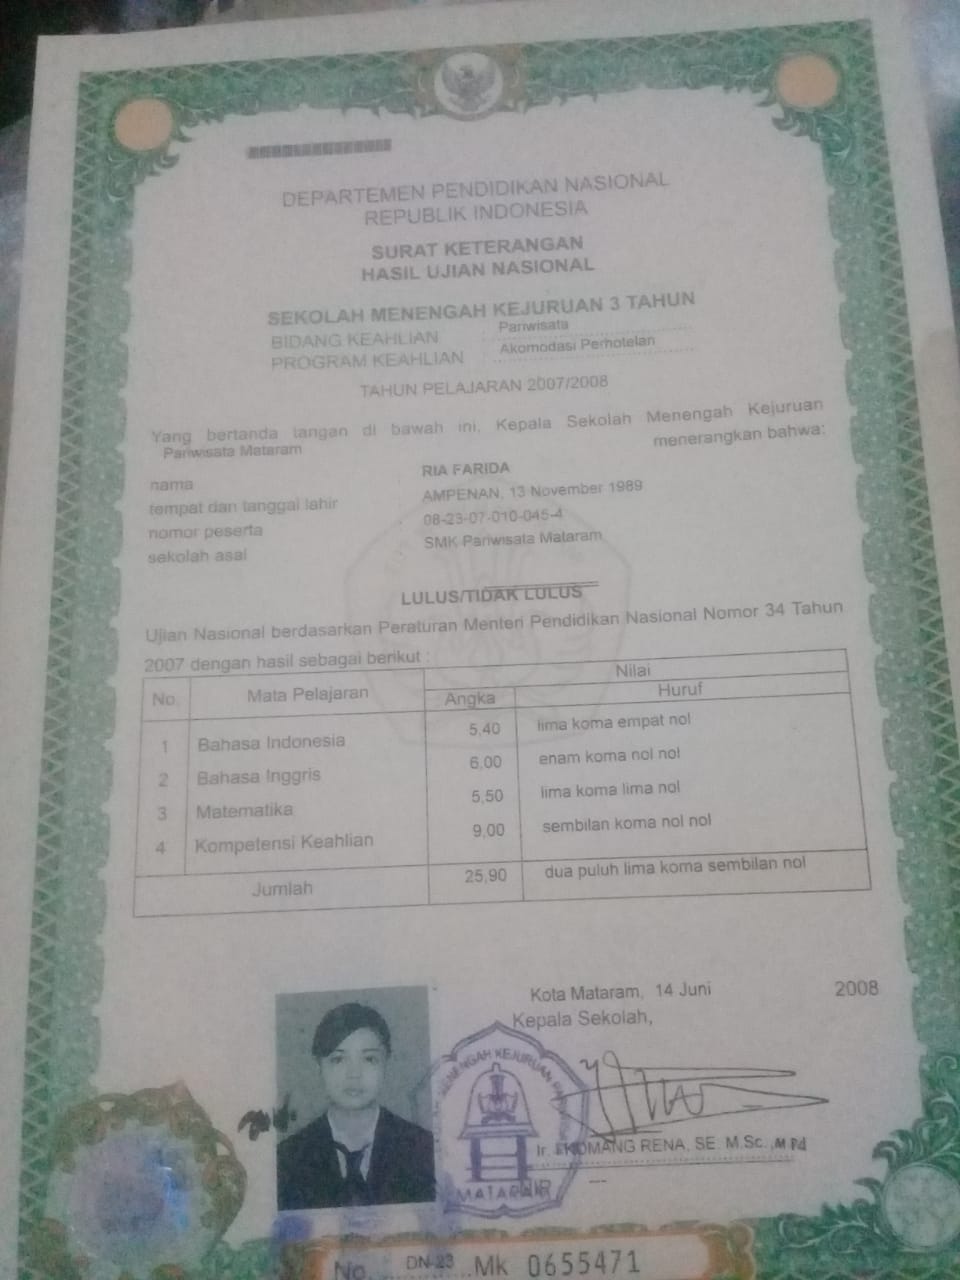 DEPARTEMEN PENDIDIKAN NASIONAL
REPUBLIK INDONESIA
SURAT KETERANGAN
HASIL UJIAN NASIONAL
SEKOLAH MENENGAH KEJURUAN 3 TAHUN
BIDANG KEAHLIAN : Pariwisata
PROGRAM KEAHLIAN : Akomodasi Perhotelan
TAHUN PELAJARAN 2007/2008
Yang bertanda tangan di bawah ini, Kepala Sekolah Menengah Kejuruan
Pariwisata Mataram menerangkan bahwa:
nama : RIA FARIDA
tempat dan tanggal lahir : AMPENAN, 13 November 1989
nomor peserta : 08-23-07-010-045-4
sekolah asal : SMK Pariwisata Mataram
LULUS/TIDAK LULUS
Ujian Nasional berdasarkan Peraturan Menteri Pendidikan Nasional Nomor 34 Tahun
2007 dengan hasil sebagai berikut :
No. Mata Pelajaran Nilai
Angka Huruf
1 Bahasa Indonesia 5,40 lima koma empat nol
2 Bahasa Inggris 6,00 enam koma nol nol
3 Matematika 5,50 lima koma lima nol
4 Kompetensi Keahlian 9,00 sembilan koma nol nol
Jumlah 25,90 dua puluh lima koma sembilan nol
Kota Mataram, 14 Juni 2008
Kepala Sekolah,
MENENGAH KEJURUAN
MATARAM
Ir. KOMANG RENA, SE. M.Sc., M.Pd
No. DN-23 Mk 0655471